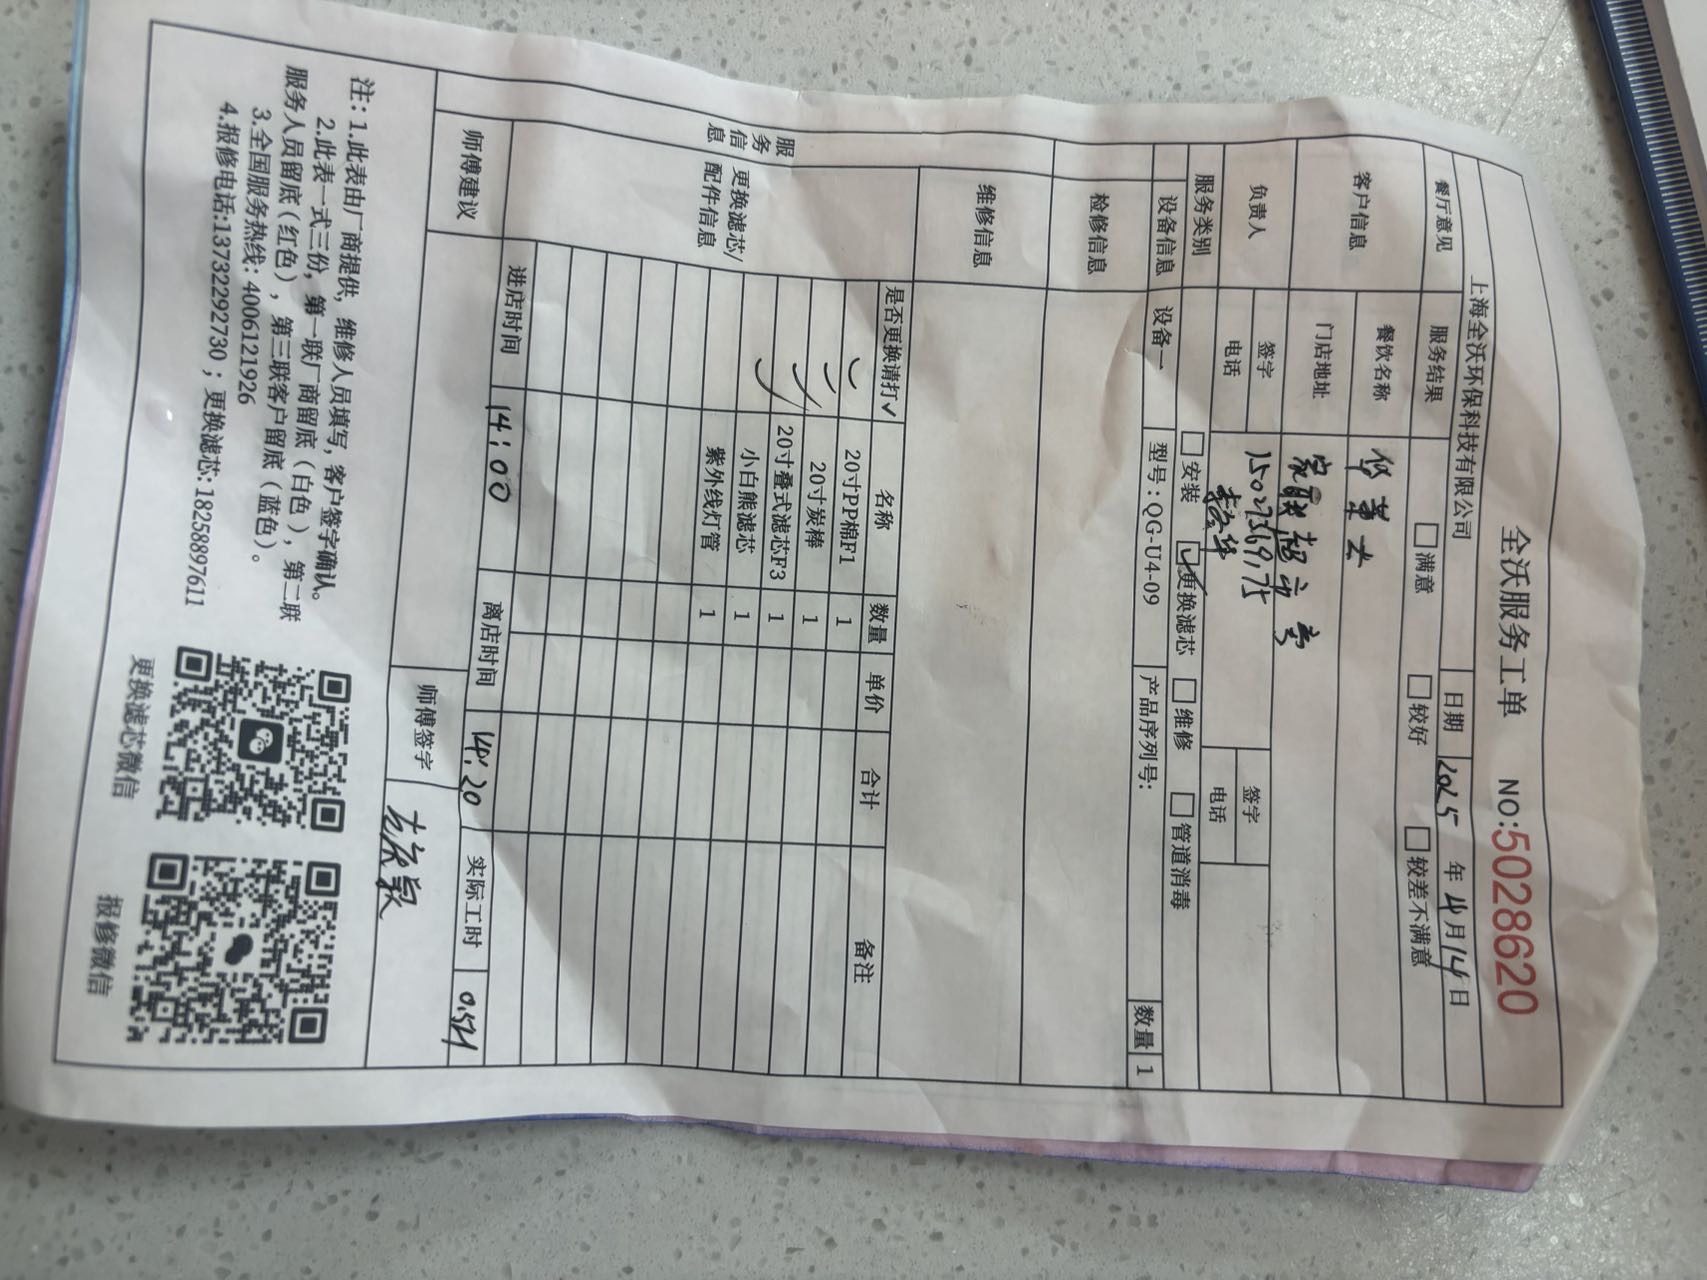 全沃服务工单 NO:5028620
上海全沃环保科技有限公司 日期 2025 年 4 月 14 日
餐厅意见 服务结果 □ 满意 □ 较好 □ 较差不满意
客户信息 餐饮名称
门店地址
负责人 签字 签字
电话 电话
服务类别 □ 安装 ☑ 更换滤芯 □ 维修 □ 管道消毒
设备信息 设备一 型号:QG-U4-09 产品序列号: 数量 1
检修信息
维修信息
服务信息
更换滤芯/配件信息
是否更换请打✓ 名称 数量 单价 合计 备注
✓ 20寸PP棉F1 1
✓ 20寸炭棒 1
✓ 20寸叠式滤芯F3 1
✓ 小白熊滤芯 1
紫外线灯管 1
进店时间 14:00 离店时间 14:20 实际工时 0.5H
师傅建议 师傅签字
注: 1.此表由厂商提供, 维修人员填写, 客户签字确认。
2.此表一式三份, 第一联厂商留底 (白色), 第二联
服务人员留底 (红色), 第三联客户留底 (蓝色)。
3.全国服务热线: 4006121926
4.报修电话:13732292730 ; 更换滤芯:18258897611
更换滤芯微信 报修微信